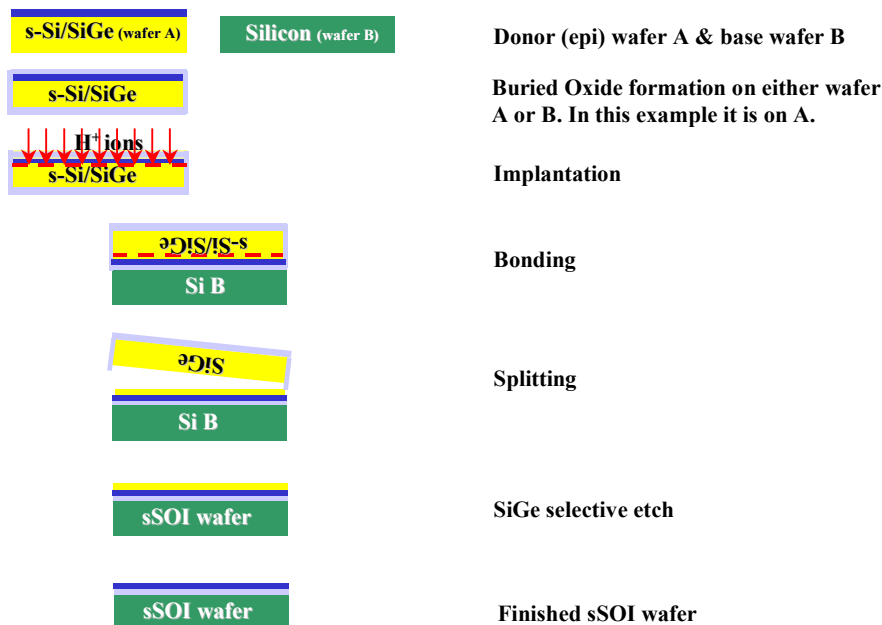 s-Si/SiGe (wafer A)
Silicon (wafer B)
Donor (epi) wafer A & base wafer B
s-Si/SiGe
Buried Oxide formation on either wafer
A or B. In this example it is on A.
H⁺ ions
s-Si/SiGe
Implantation
s-Si/SiGe
Si B
Bonding
SiGe
Si B
Splitting
sSOI wafer
SiGe selective etch
sSOI wafer
Finished sSOI wafer